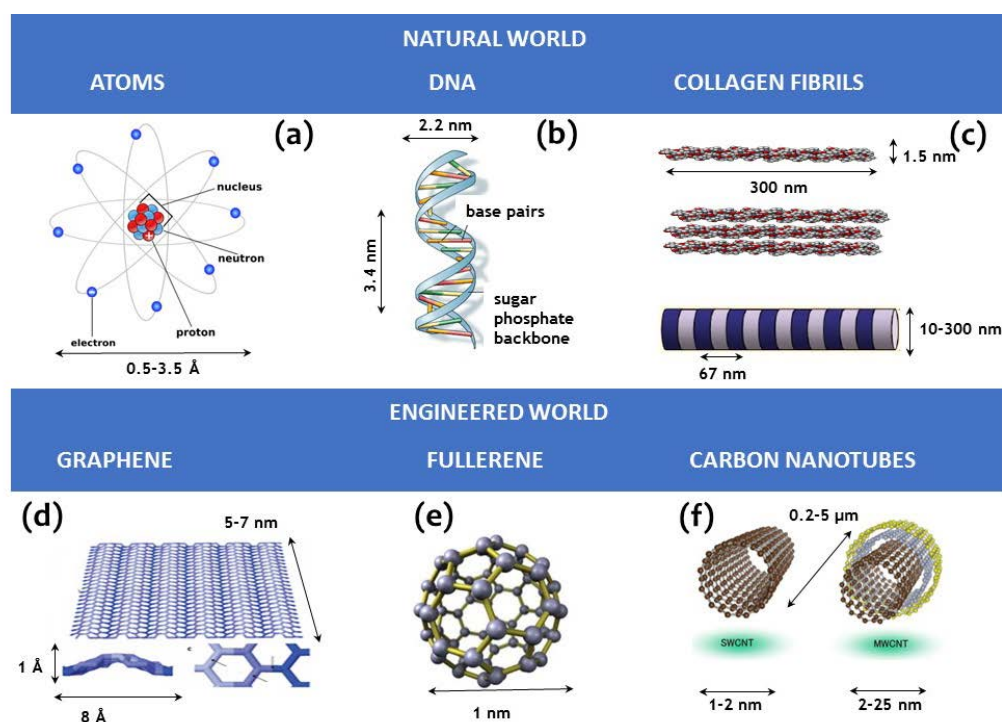 NATURAL WORLD
ATOMS
DNA
COLLAGEN FIBRILS
(a)
nucleus
neutron
proton
electron
+
0.5-3.5 Å
2.2 nm
(b)
base pairs
3.4 nm
sugar
phosphate
backbone
(c)
1.5 nm
300 nm
10-300 nm
67 nm
ENGINEERED WORLD
GRAPHENE
FULLERENE
CARBON NANOTUBES
(d)
5-7 nm
1 Å
c
8 Å
(e)
1 nm
(f)
0.2-5 µm
SWCNT
MWCNT
1-2 nm
2-25 nm